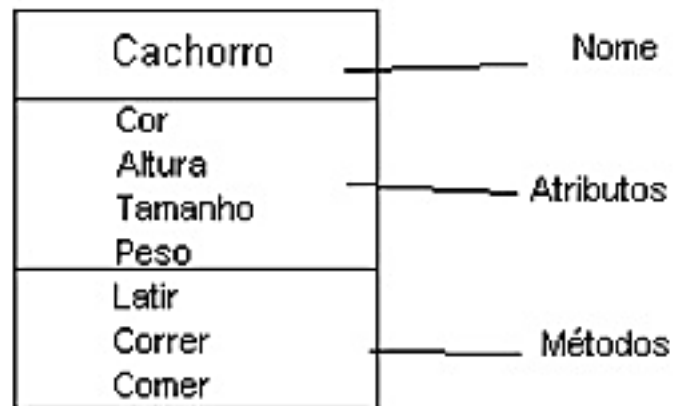 Cachorro
Nome
Cor
Altura
Tamanho
Peso
Atributos
Latir
Correr
Comer
Métodos